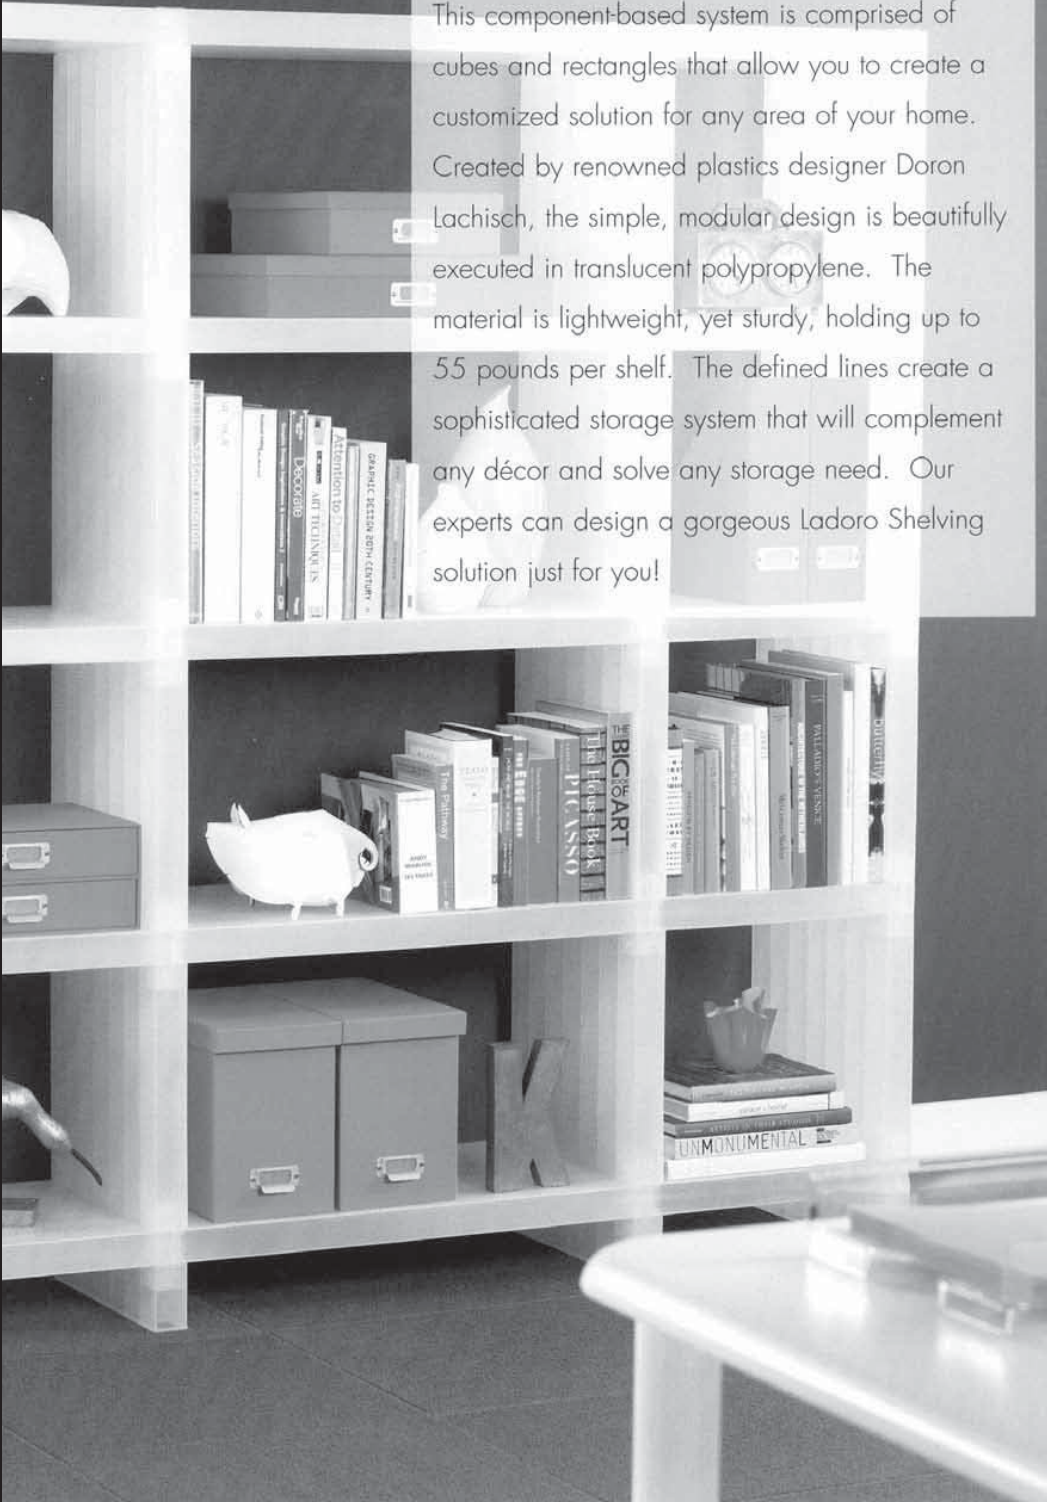 This component-based system is comprised of
cubes and rectangles that allow you to create a
customized solution for any area of your home.
Created by renowned plastics designer Doron
Lachisch, the simple, modular design is beautifully
executed in translucent polypropylene.  The
material is lightweight, yet sturdy, holding up to
55 pounds per shelf.  The defined lines create a
sophisticated storage system that will complement
any décor and solve any storage need.  Our
experts can design a gorgeous Ladoro Shelving
solution just for you!
Decorate
ART TECHNIQUES
Attention to Detail
GRAPHIC DESIGN 20TH CENTURY
The Pathway
PICASSO
The House Book
THE BIG BOOK OF ART
PALLADIO'S VENICE
Butterfly
K
UNMONUMENTAL